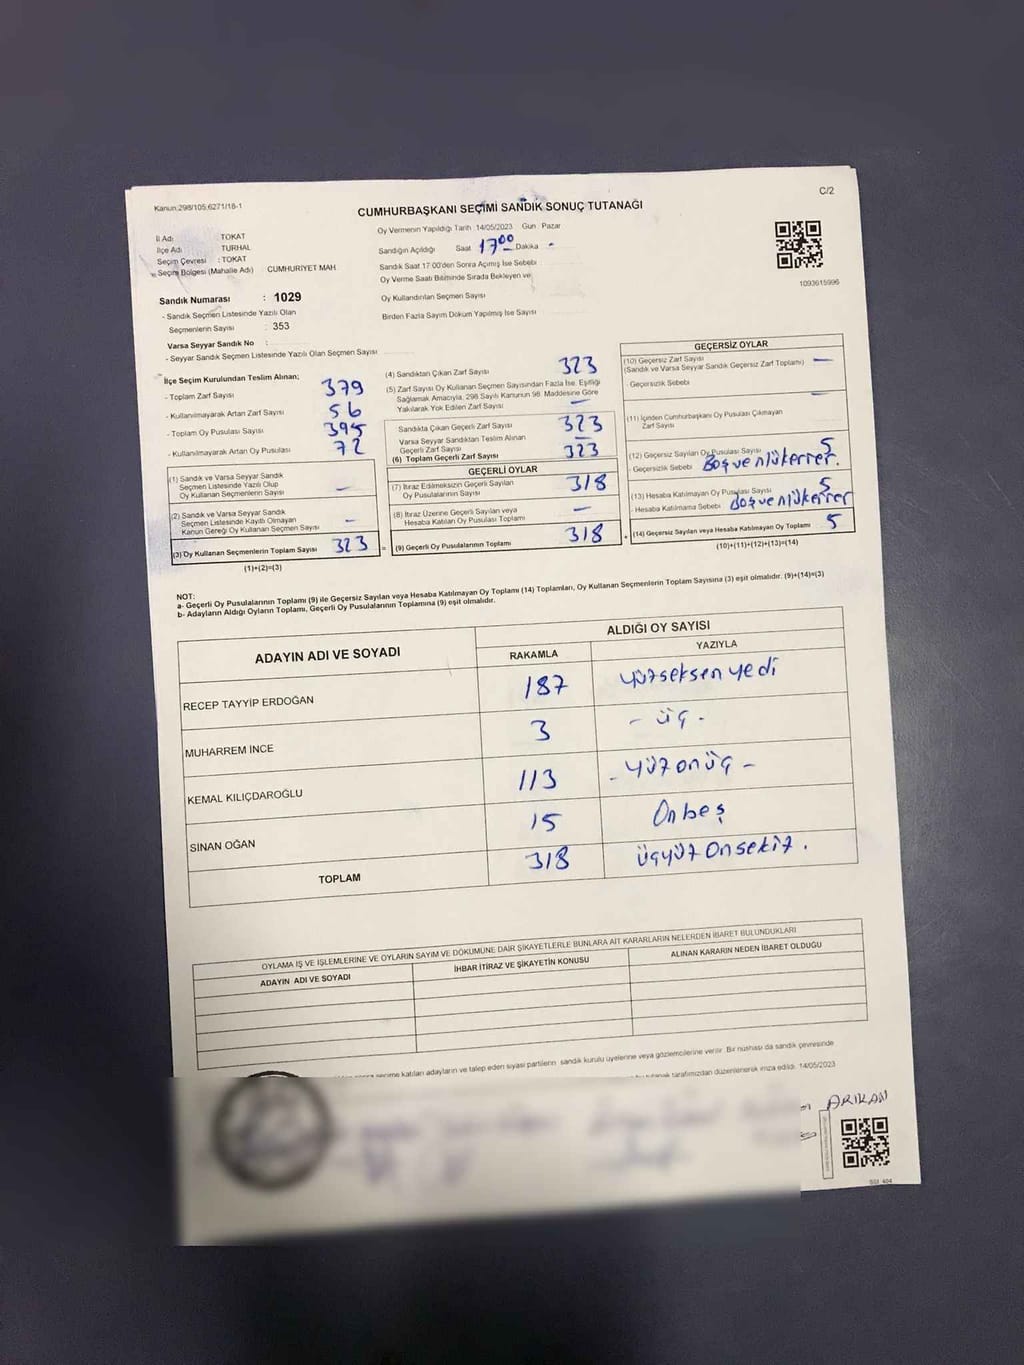 Kanun:298/105:6271/18-1
C/2
CUMHURBAŞKANI SEÇİMİ SANDIK SONUÇ TUTANAĞI
İl Adı : TOKAT
İlçe Adı : TURHAL
Seçim Çevresi : TOKAT
Seçim Bölgesi (Mahalle Adı) CUMHURİYET MAH
Sandık Numarası : 1029
- Sandık Seçmen Listesinde Yazılı Olan
Seçmenlerin Sayısı : 353
Varsa Seyyar Sandık No :
- Seyyar Sandık Seçmen Listesinde Yazılı Olan Seçmen Sayısı
Oy Vermenin Yapıldığı Tarih 14/05/2023 Gün Pazar
Sandığın Açıldığı Saat 17⁰⁰ Dakika -
Sandık Saat 17:00'den Sonra Açımış İse Sebebi
Oy Verme Saati Bitiminde Sırada Bekleyen ve
Oy Kullandırılan Seçmen Sayısı
Birden Fazla Sayım Döküm Yapılmış İse Sayısı
1093615996
İlçe Seçim Kurulundan Teslim Alınan;
- Toplam Zarf Sayısı 379
- Kullanılmayarak Artan Zarf Sayısı 56
- Toplam Oy Pusulası Sayısı 395
- Kullanılmayarak Artan Oy Pusulası 72
(1) Sandık ve Varsa Seyyar Sandık
Seçmen Listesinde Yazılı Olup
Oy Kullanan Seçmenlerin Sayısı —
(2) Sandık ve Varsa Seyyar Sandık
Seçmen Listesinde Kayıtlı Olmayan
Kanun Gereği Oy Kullanan Seçmen Sayısı —
(3) Oy Kullanan Seçmenlerin Toplam Sayısı 323 =
(1)+(2)=(3)
(4) Sandıktan Çıkan Zarf Sayısı 323
(5) Zarf Sayısı Oy Kullanan Seçmen Sayısından Fazla İse, Eşitliği
Sağlamak Amacıyla, 298 Sayılı Kanunun 98. Maddesine Göre
Yakılarak Yok Edilen Zarf Sayısı —
Sandıkta Çıkan Geçerli Zarf Sayısı 323
Varsa Seyyar Sandıktan Teslim Alınan
Geçerli Zarf Sayısı —
(6) Toplam Geçerli Zarf Sayısı 323
GEÇERLİ OYLAR
(7) İtiraz Edilmeksizin Geçerli Sayılan
Oy Pusulalarının Sayısı 318
(8) İtiraz Üzerine Geçerli Sayılan veya
Hesaba Katılan Oy Pusulası Toplamı —
(9) Geçerli Oy Pusulalarının Toplamı 318 +
GEÇERSİZ OYLAR
(10) Geçersiz Zarf Sayısı
(Sandık ve Varsa Seyyar Sandık Geçersiz Zarf Toplamı) —
- Geçersizlik Sebebi
(11) İçinden Cumhurbaşkanı Oy Pusulası Çıkmayan
Zarf Sayısı —
(12) Geçersiz Sayılan Oy Pusulası Sayısı 5
- Geçersizlik Sebebi Boş ve Mükerrer.
(13) Hesaba Katılmayan Oy Pusulası Sayısı 5
- Hesaba Katılmama Sebebi Boş ve Mükerrer
(14) Geçersiz Sayılan veya Hesaba Katılmayan Oy Toplamı 5
(10)+(11)+(12)+(13)=(14)
NOT:
a- Geçerli Oy Pusulalarının Toplamı (9) ile Geçersiz Sayılan veya Hesaba Katılmayan Oy Toplamı (14) Toplamları, Oy Kullanan Seçmenlerin Toplam Sayısına (3) eşit olmalıdır. (9)+(14)=(3)
b- Adayların Aldığı Oyların Toplamı, Geçerli Oy Pusulalarının Toplamına (9) eşit olmalıdır.
ADAYIN ADI VE SOYADI
ALDIĞI OY SAYISI
RAKAMLA YAZIYLA
RECEP TAYYİP ERDOĞAN 187 yüzseksenyedi
MUHARREM İNCE 3 - üç -
KEMAL KILIÇDAROĞLU 113 - yüzonüç -
SİNAN OĞAN 15 Onbeş
TOPLAM 318 üçyüzOnsekiz.
OYLAMA İŞ VE İŞLEMLERİNE VE OYLARIN SAYIM VE DÖKÜMÜNE DAİR ŞİKAYETLERLE BUNLARA AİT KARARLARIN NELERDEN İBARET BULUNDUKLARI
ADAYIN ADI VE SOYADI İHBAR İTİRAZ VE ŞİKAYETİN KONUSU ALINAN KARARIN NEDEN İBARET OLDUĞU
seçime katılan adayların ve talep eden siyasi partilerin sandık kurulu üyelerine veya gözlemcilerine verilir. Bir nüshası da sandık çevresinde
tutanak tarafımızdan düzenlenerek imza edildi. 14/05/2023
ARIKAN